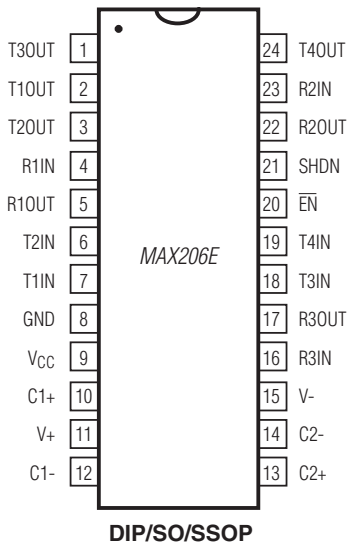 T3OUT 1 24 T4OUT
T1OUT 2 23 R2IN
T2OUT 3 22 R2OUT
R1IN 4 21 SHDN
R1OUT 5 20 E̅N̅
T2IN 6 19 T4IN
MAX206E
T1IN 7 18 T3IN
GND 8 17 R3OUT
VCC 9 16 R3IN
C1+ 10 15 V-
V+ 11 14 C2-
C1- 12 13 C2+
DIP/SO/SSOP